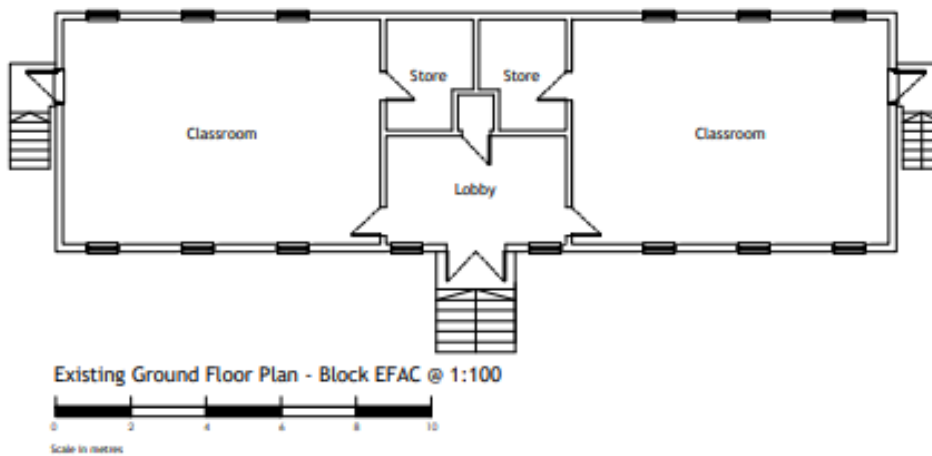 Store
Store
Classroom
Classroom
Lobby
Existing Ground Floor Plan - Block EFAC @ 1:100
0 2 4 6 8 10
Scale in metres